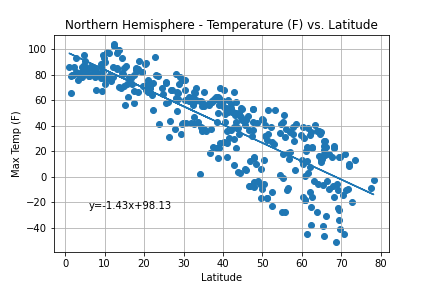 Northern Hemisphere - Temperature (F) vs. Latitude
Max Temp (F)
100
80
60
40
20
0
−20
−40
y=-1.43x+98.13
0 10 20 30 40 50 60 70 80
Latitude